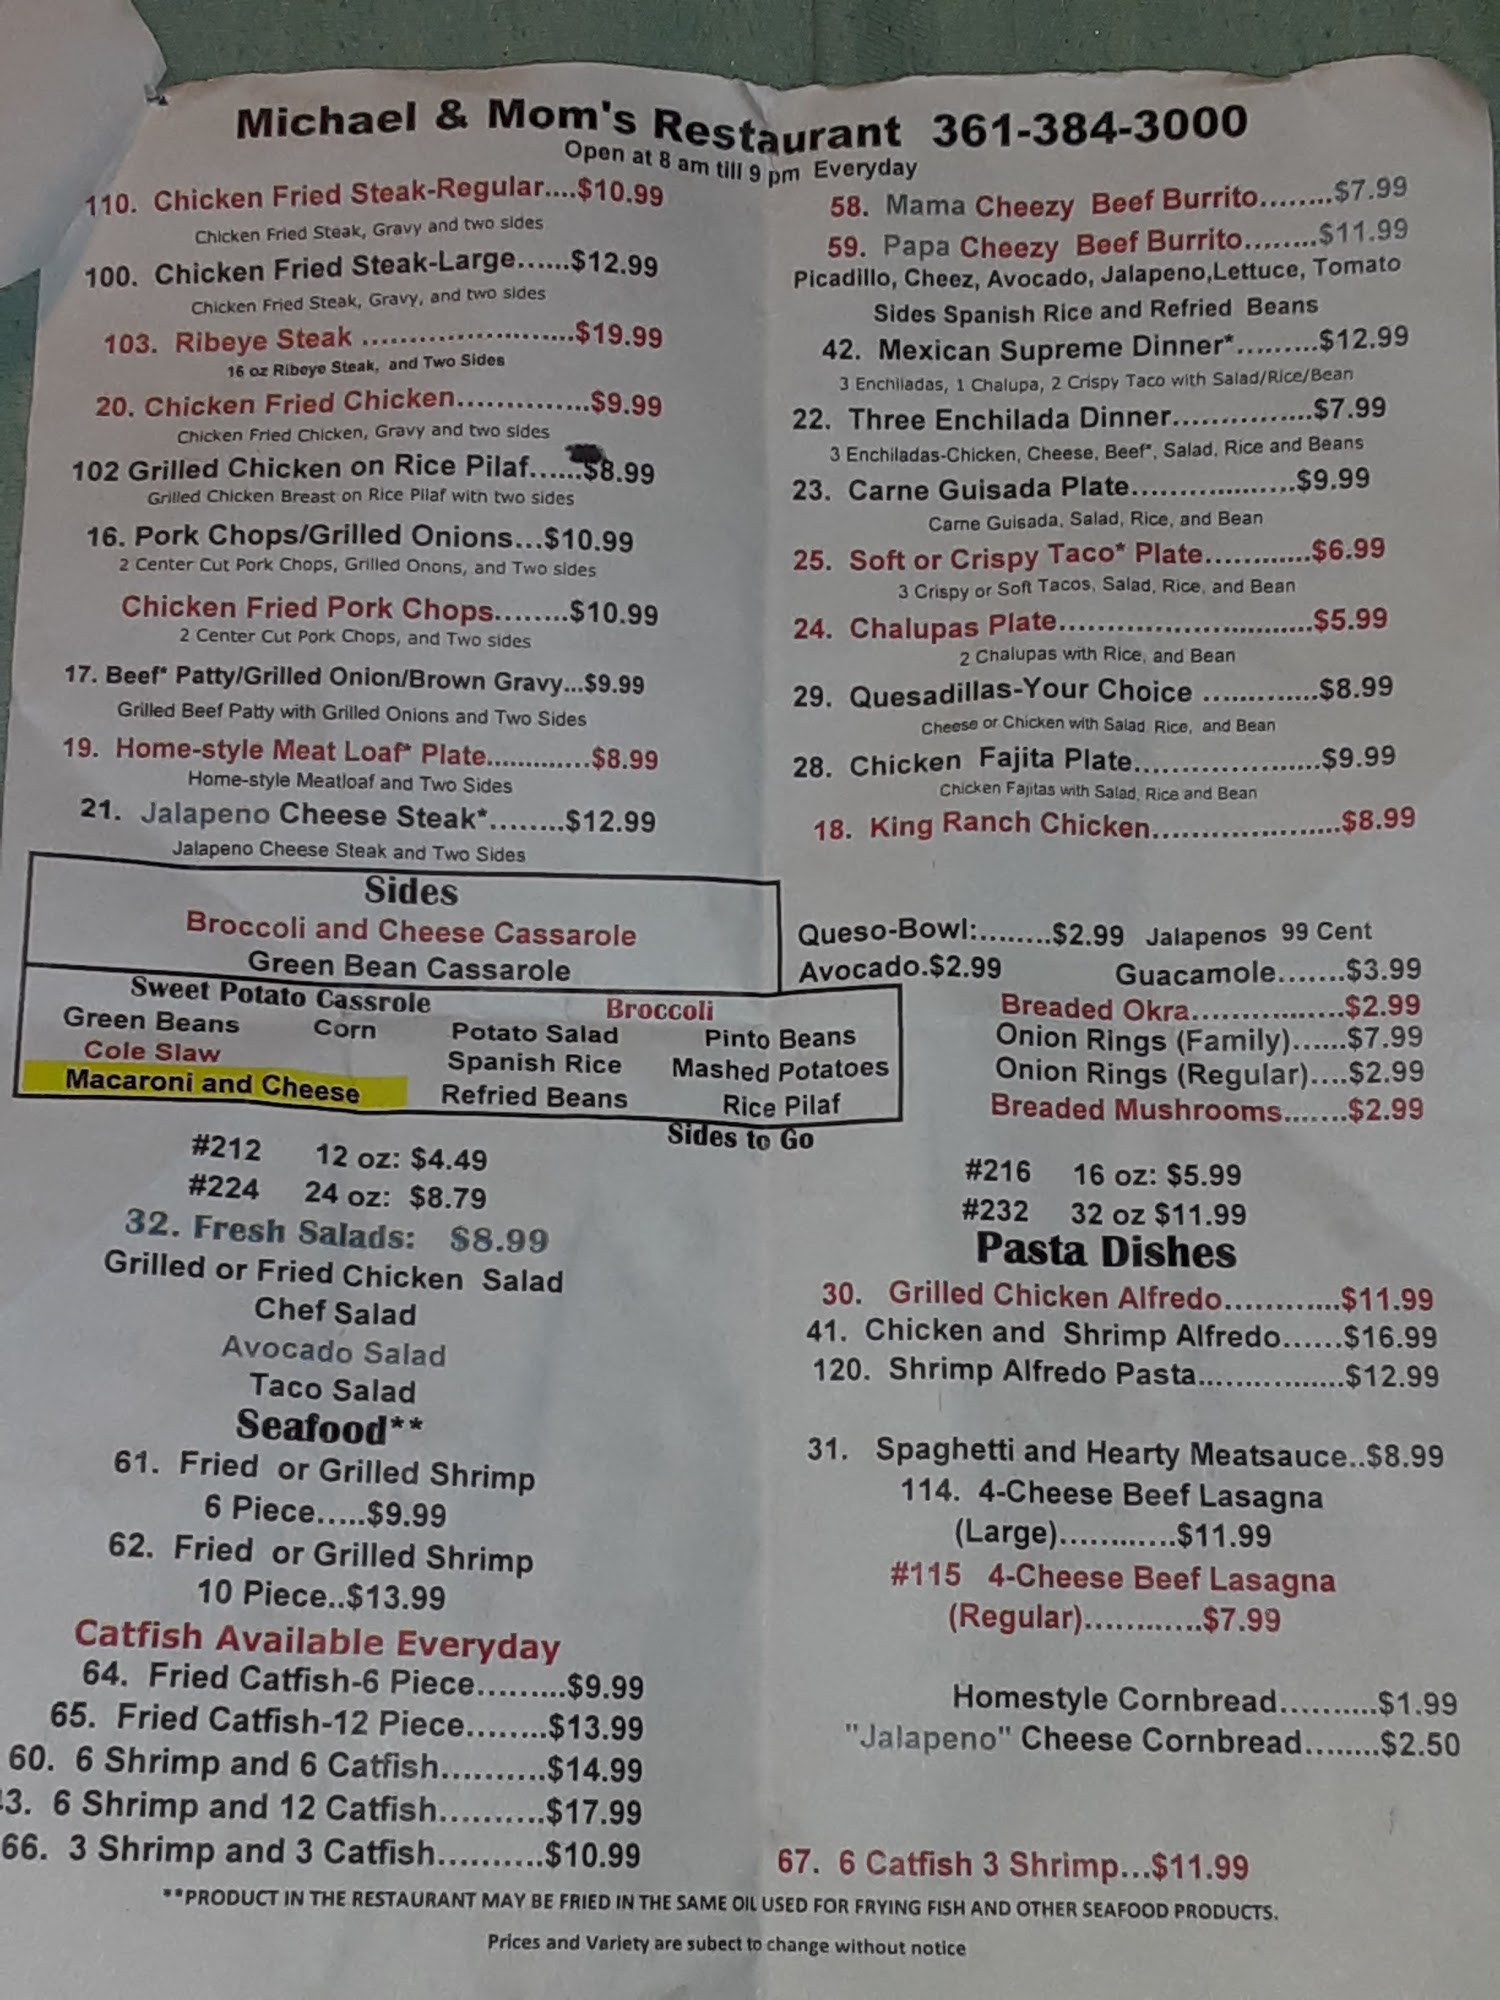 Michael & Mom's Restaurant 361-384-3000
Open at 8 am till 9 pm Everyday
110. Chicken Fried Steak-Regular....$10.99
Chicken Fried Steak, Gravy and two sides
100. Chicken Fried Steak-Large......$12.99
Chicken Fried Steak, Gravy, and two sides
103. Ribeye Steak ......................$19.99
16 oz Ribeye Steak, and Two Sides
20. Chicken Fried Chicken..............$9.99
Chicken Fried Chicken, Gravy and two sides
102 Grilled Chicken on Rice Pilaf......$8.99
Grilled Chicken Breast on Rice Pilaf with two sides
16. Pork Chops/Grilled Onions...$10.99
2 Center Cut Pork Chops, Grilled Onons, and Two sides
Chicken Fried Pork Chops........$10.99
2 Center Cut Pork Chops, and Two sides
17. Beef* Patty/Grilled Onion/Brown Gravy...$9.99
Grilled Beef Patty with Grilled Onions and Two Sides
19. Home-style Meat Loaf* Plate.............$8.99
Home-style Meatloaf and Two Sides
21. Jalapeno Cheese Steak*........$12.99
Jalapeno Cheese Steak and Two Sides
58. Mama Cheezy Beef Burrito........$7.99
59. Papa Cheezy Beef Burrito........$11.99
Picadillo, Cheez, Avocado, Jalapeno,Lettuce, Tomato
Sides Spanish Rice and Refried Beans
42. Mexican Supreme Dinner*.........$12.99
3 Enchiladas, 1 Chalupa, 2 Crispy Taco with Salad/Rice/Bean
22. Three Enchilada Dinner...............$7.99
3 Enchiladas-Chicken, Cheese, Beef*, Salad, Rice and Beans
23. Carne Guisada Plate..................$9.99
Carne Guisada, Salad, Rice, and Bean
25. Soft or Crispy Taco* Plate............$6.99
3 Crispy or Soft Tacos, Salad, Rice, and Bean
24. Chalupas Plate............................$5.99
2 Chalupas with Rice, and Bean
29. Quesadillas-Your Choice .............$8.99
Cheese or Chicken with Salad Rice, and Bean
28. Chicken Fajita Plate.....................$9.99
Chicken Fajitas with Salad, Rice and Bean
18. King Ranch Chicken.....................$8.99
Sides
Broccoli and Cheese Cassarole
Green Bean Cassarole
Sweet Potato Cassrole Broccoli
Green Beans Corn Potato Salad Pinto Beans
Cole Slaw Spanish Rice Mashed Potatoes
Macaroni and Cheese Refried Beans Rice Pilaf
Queso-Bowl:........$2.99 Jalapenos 99 Cent
Avocado.$2.99 Guacamole.......$3.99
Breaded Okra................$2.99
Onion Rings (Family)......$7.99
Onion Rings (Regular)....$2.99
Breaded Mushrooms.......$2.99
Sides to Go
#212 12 oz: $4.49
#224 24 oz: $8.79
#216 16 oz: $5.99
#232 32 oz $11.99
32. Fresh Salads: $8.99
Grilled or Fried Chicken Salad
Chef Salad
Avocado Salad
Taco Salad
Seafood**
61. Fried or Grilled Shrimp
6 Piece.....$9.99
62. Fried or Grilled Shrimp
10 Piece..$13.99
Catfish Available Everyday
64. Fried Catfish-6 Piece.........$9.99
65. Fried Catfish-12 Piece........$13.99
60. 6 Shrimp and 6 Catfish..........$14.99
3. 6 Shrimp and 12 Catfish..........$17.99
66. 3 Shrimp and 3 Catfish..........$10.99
Pasta Dishes
30. Grilled Chicken Alfredo............$11.99
41. Chicken and Shrimp Alfredo......$16.99
120. Shrimp Alfredo Pasta................$12.99
31. Spaghetti and Hearty Meatsauce..$8.99
114. 4-Cheese Beef Lasagna
(Large)............$11.99
#115 4-Cheese Beef Lasagna
(Regular)............$7.99
Homestyle Cornbread..........$1.99
"Jalapeno" Cheese Cornbread........$2.50
67. 6 Catfish 3 Shrimp...$11.99
**PRODUCT IN THE RESTAURANT MAY BE FRIED IN THE SAME OIL USED FOR FRYING FISH AND OTHER SEAFOOD PRODUCTS.
Prices and Variety are subect to change without notice